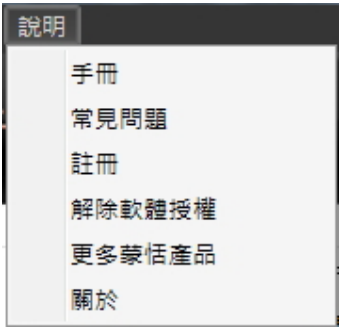 說明
手冊
常見問題
註冊
解除軟體授權
更多蒙恬產品
關於